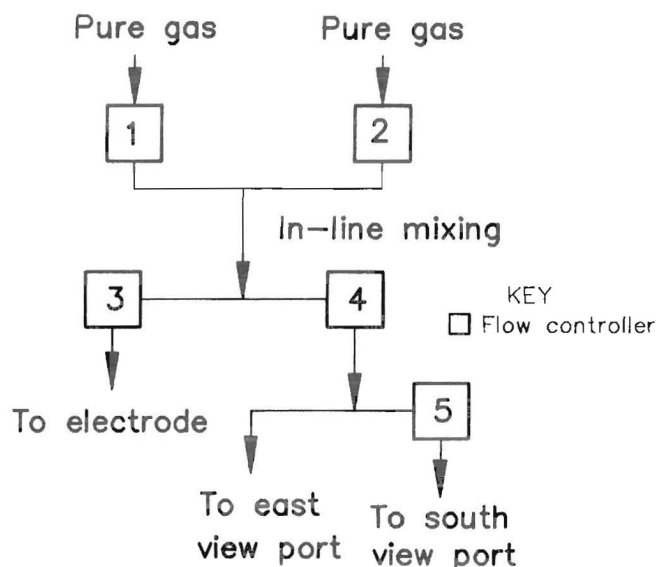 Pure gas
Pure gas
1
2
In-line mixing
3
4
KEY
Flow controller
5
To electrode
To east
view port
To south
view port